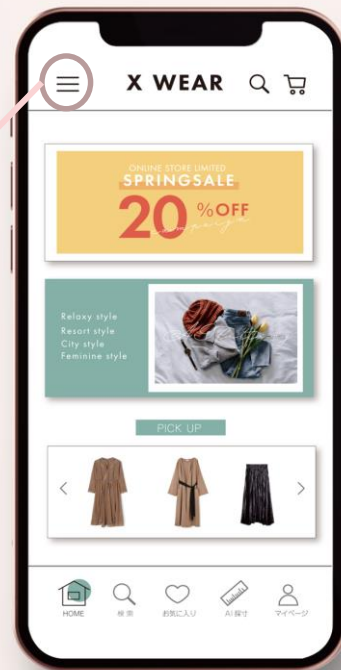 X WEAR
ONLINE STORE LIMITED
SPRINGSALE
20%OFF
campaign
Relaxy style
Resort style
City style
Feminine style
PICK UP
HOME
検索
お気に入り
AI採寸
マイページ